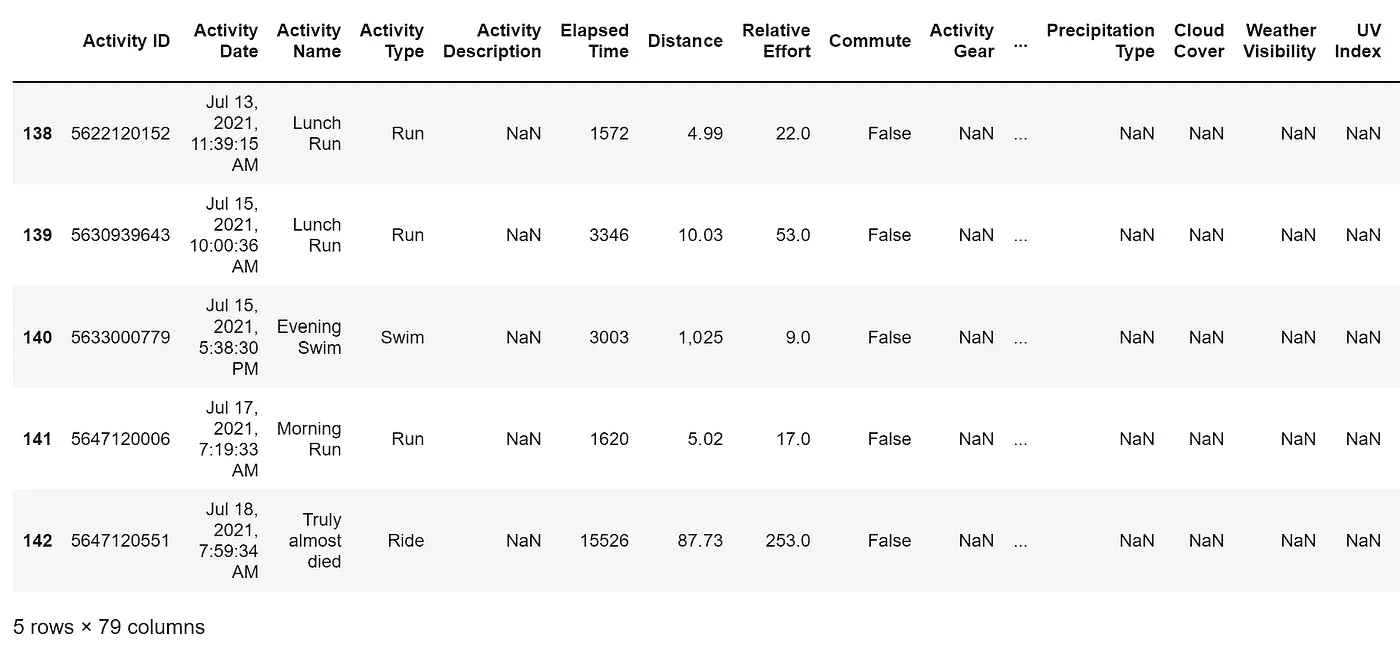 Activity ID Activity Date Activity Name Activity Type Activity Description Elapsed Time Distance Relative Effort Commute Activity Gear ... Precipitation Type Cloud Cover Weather Visibility UV Index
138 5622120152 Jul 13, 2021, 11:39:15 AM Lunch Run Run NaN 1572 4.99 22.0 False NaN ... NaN NaN NaN NaN
139 5630939643 Jul 15, 2021, 10:00:36 AM Lunch Run Run NaN 3346 10.03 53.0 False NaN ... NaN NaN NaN NaN
140 5633000779 Jul 15, 2021, 5:38:30 PM Evening Swim Swim NaN 3003 1,025 9.0 False NaN ... NaN NaN NaN NaN
141 5647120006 Jul 17, 2021, 7:19:33 AM Morning Run Run NaN 1620 5.02 17.0 False NaN ... NaN NaN NaN NaN
142 5647120551 Jul 18, 2021, 7:59:34 AM Truly almost died Ride NaN 15526 87.73 253.0 False NaN ... NaN NaN NaN NaN
5 rows × 79 columns